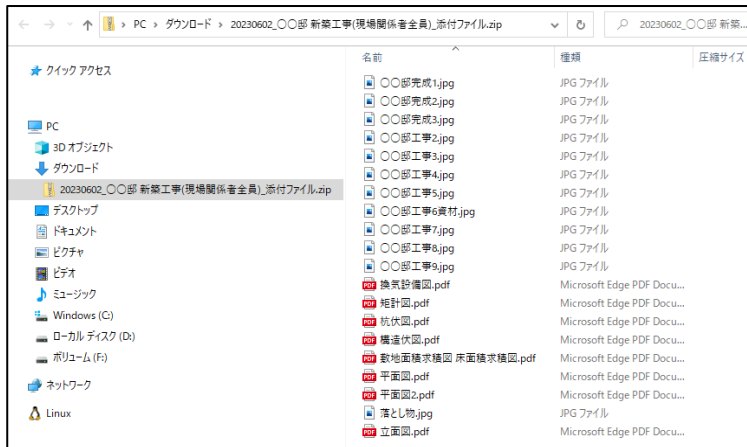 PC › ダウンロード › 20230602_〇〇邸 新築工事(現場関係者全員)_添付ファイル.zip
20230602_〇〇邸 新築...
名前 種類 圧縮サイズ
クイック アクセス
PC
3D オブジェクト
ダウンロード
20230602_〇〇邸 新築工事(現場関係者全員)_添付ファイル.zip
デスクトップ
ドキュメント
ピクチャ
ビデオ
ミュージック
Windows (C:)
ローカル ディスク (D:)
ボリューム (F:)
ネットワーク
Linux
〇〇邸完成1.jpg JPG ファイル
〇〇邸完成2.jpg JPG ファイル
〇〇邸完成3.jpg JPG ファイル
〇〇邸工事2.jpg JPG ファイル
〇〇邸工事3.jpg JPG ファイル
〇〇邸工事4.jpg JPG ファイル
〇〇邸工事5.jpg JPG ファイル
〇〇邸工事6資材.jpg JPG ファイル
〇〇邸工事7.jpg JPG ファイル
〇〇邸工事8.jpg JPG ファイル
〇〇邸工事9.jpg JPG ファイル
PDF 換気設備図.pdf Microsoft Edge PDF Docu...
PDF 矩計図.pdf Microsoft Edge PDF Docu...
PDF 杭伏図.pdf Microsoft Edge PDF Docu...
PDF 構造伏図.pdf Microsoft Edge PDF Docu...
PDF 敷地面積求積図 床面積求積図.pdf Microsoft Edge PDF Docu...
PDF 平面図.pdf Microsoft Edge PDF Docu...
PDF 平面図2.pdf Microsoft Edge PDF Docu...
落とし物.jpg JPG ファイル
PDF 立面図.pdf Microsoft Edge PDF Docu...